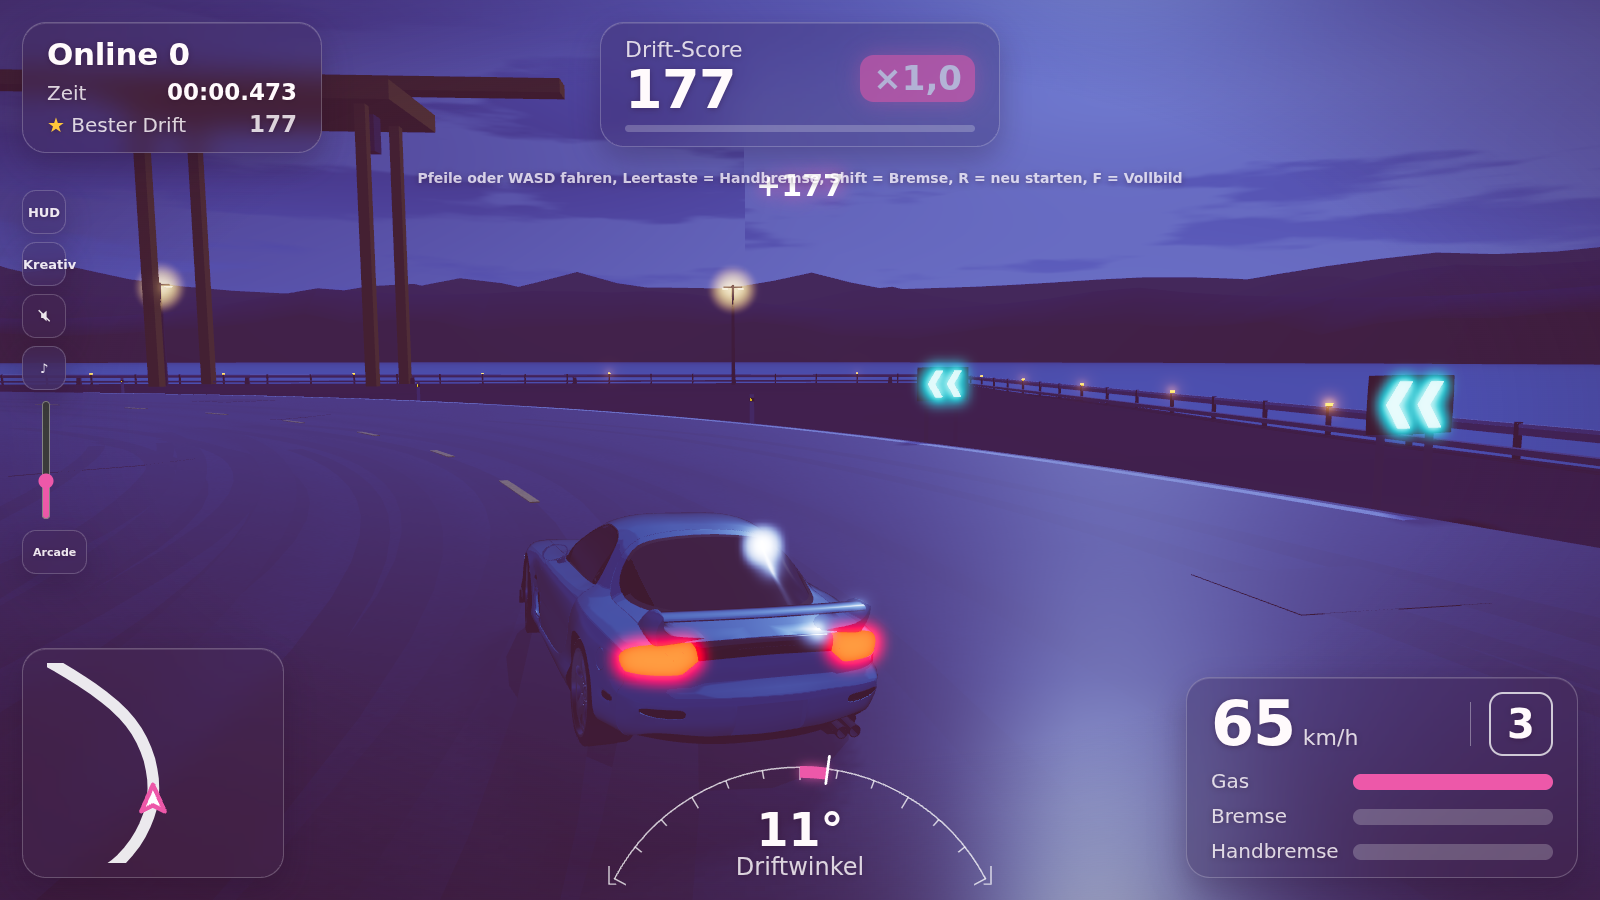 Online 0
Zeit 00:00.473
★ Bester Drift 177
Drift-Score
177
×1,0
Pfeile oder WASD fahren, Leertaste = Handbremse, Shift = Bremse, R = neu starten, F = Vollbild
+177
HUD
Kreativ
♪
Arcade
11°
Driftwinkel
65 km/h 3
Gas
Bremse
Handbremse